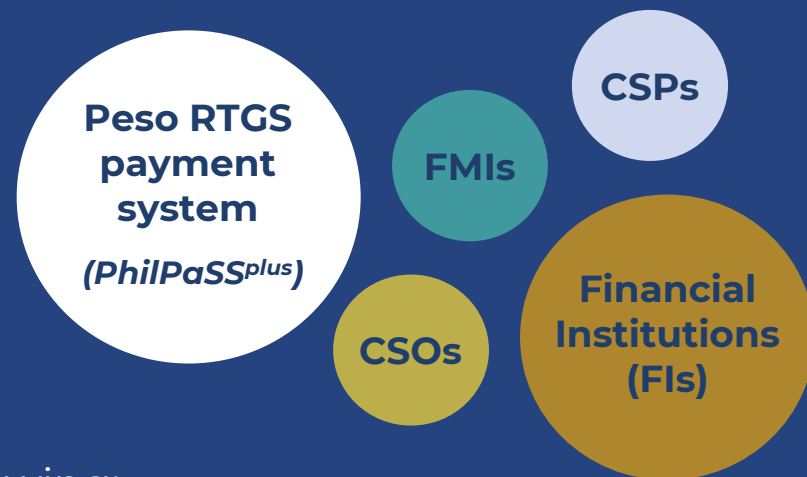 Peso RTGS
payment
system
(PhilPaSSplus)
FMIs
CSPs
CSOs
Financial
Institutions
(FIs)